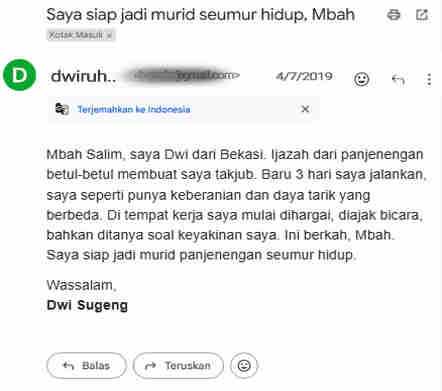 Saya siap jadi murid seumur hidup, Mbah
Kotak Masuk ×
D
dwiruh..
4/7/2019
Terjemahkan ke Indonesia
Mbah Salim, saya Dwi dari Bekasi. Ijazah dari panjenengan
betul-betul membuat saya takjub. Baru 3 hari saya jalankan,
saya seperti punya keberanian dan daya tarik yang
berbeda. Di tempat kerja saya mulai dihargai, diajak bicara,
bahkan ditanya soal keyakinan saya. Ini berkah, Mbah.
Saya siap jadi murid panjenengan seumur hidup.
Wassalam,
Dwi Sugeng
Balas
Teruskan